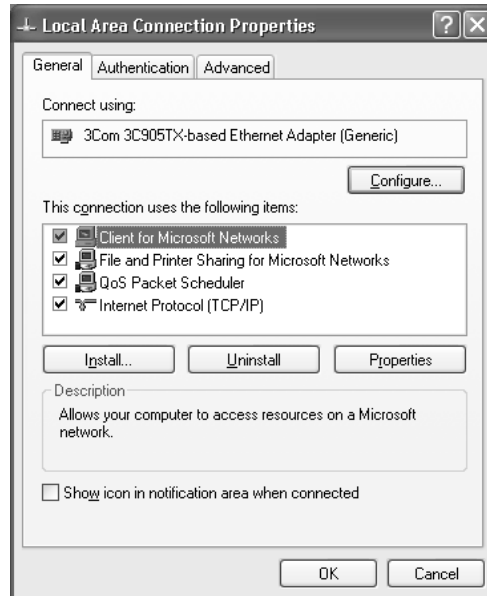 Local Area Connection Properties
General Authentication Advanced
Connect using:
3Com 3C905TX-based Ethernet Adapter (Generic)
Configure...
This connection uses the following items:
Client for Microsoft Networks
File and Printer Sharing for Microsoft Networks
QoS Packet Scheduler
Internet Protocol (TCP/IP)
Install... Uninstall Properties
Description
Allows your computer to access resources on a Microsoft
network.
Show icon in notification area when connected
OK Cancel